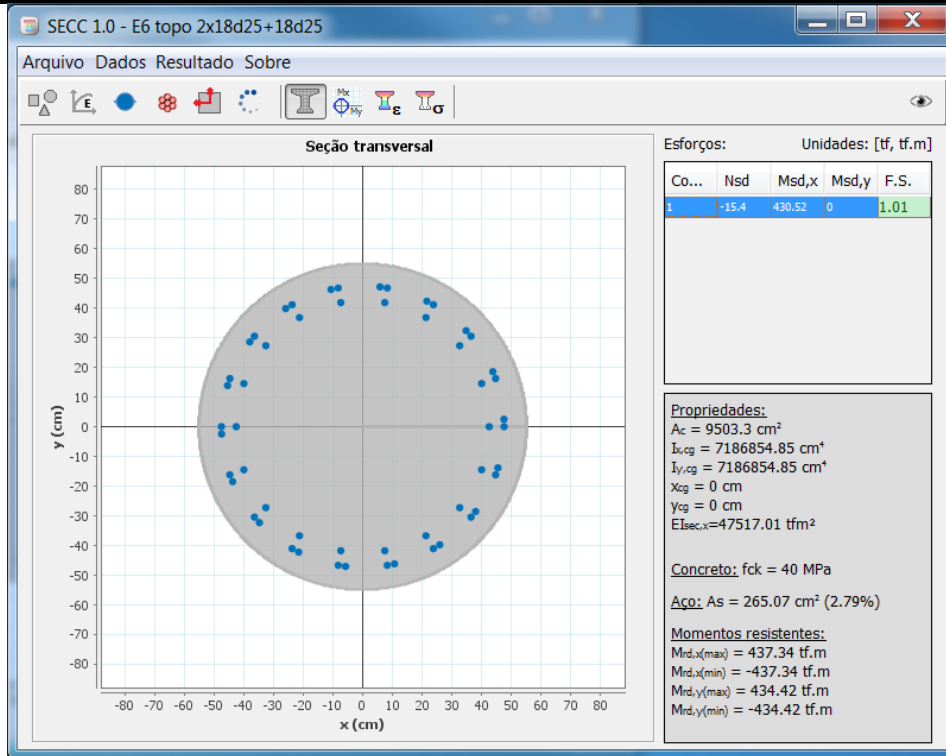 SECC 1.0 - E6 topo 2x18d25+18d25
Arquivo Dados Resultado Sobre
E
Mx
My
ε
σ
Seção transversal
80
70
60
50
40
30
20
10
0
-10
-20
-30
-40
-50
-60
-70
-80
y (cm)
-80 -70 -60 -50 -40 -30 -20 -10 0 10 20 30 40 50 60 70 80
x (cm)
Esforços: Unidades: [tf, tf.m]
Co... Nsd Msd,x Msd,y F.S.
1 -15.4 430.52 0 1.01
Propriedades:
Ac = 9503.3 cm²
Ix,cg = 7186854.85 cm⁴
Iy,cg = 7186854.85 cm⁴
xcg = 0 cm
ycg = 0 cm
EIsec,x=47517.01 tfm²
Concreto: fck = 40 MPa
Aço: As = 265.07 cm² (2.79%)
Momentos resistentes:
Mrd,x(max) = 437.34 tf.m
Mrd,x(min) = -437.34 tf.m
Mrd,y(max) = 434.42 tf.m
Mrd,y(min) = -434.42 tf.m